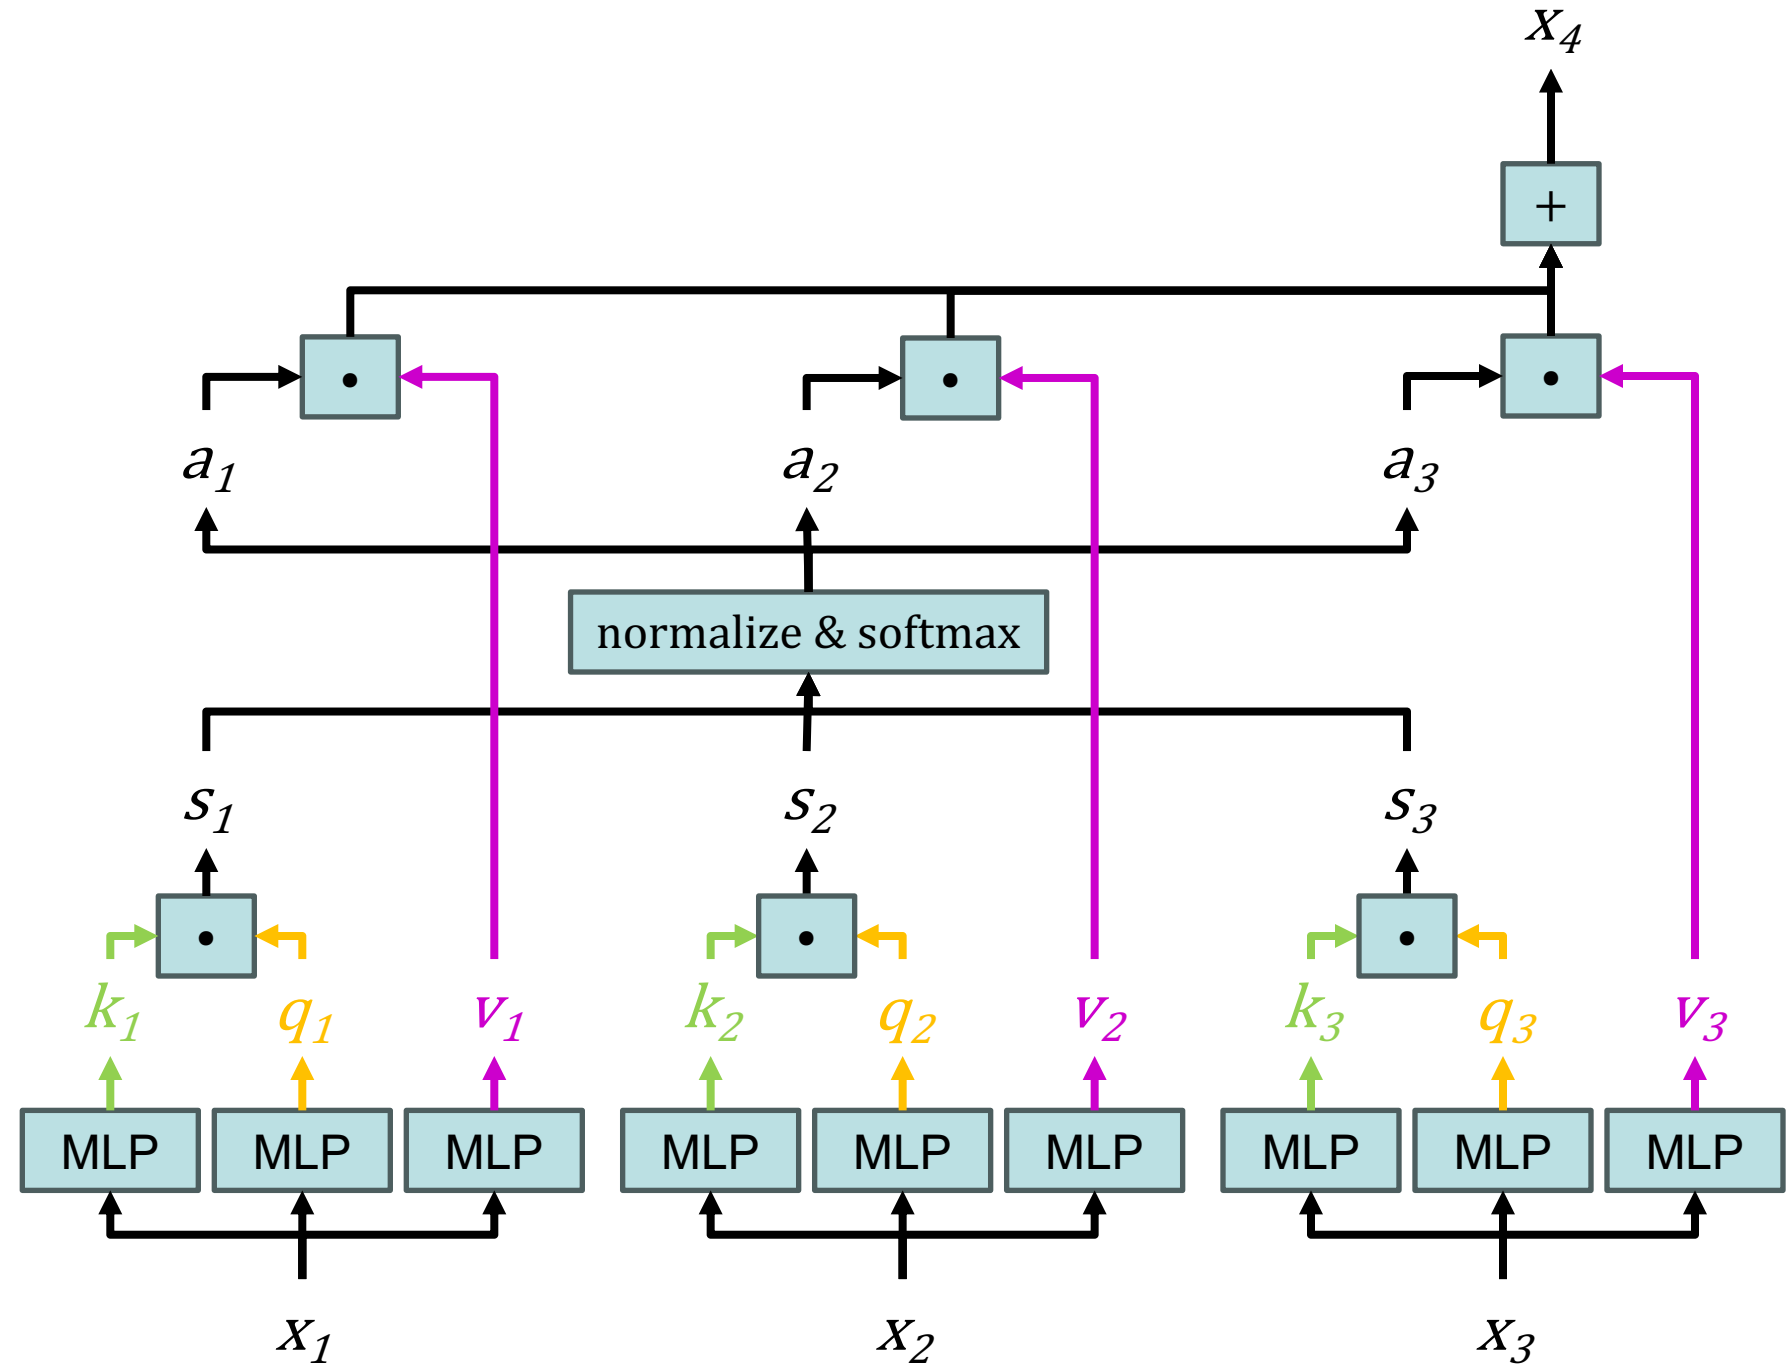 x₄
+
• • •
a₁ a₂ a₃
normalize & softmax
s₁ s₂ s₃
• • •
k₁ q₁ v₁ k₂ q₂ v₂ k₃ q₃ v₃
MLP MLP MLP MLP MLP MLP MLP MLP MLP
x₁ x₂ x₃